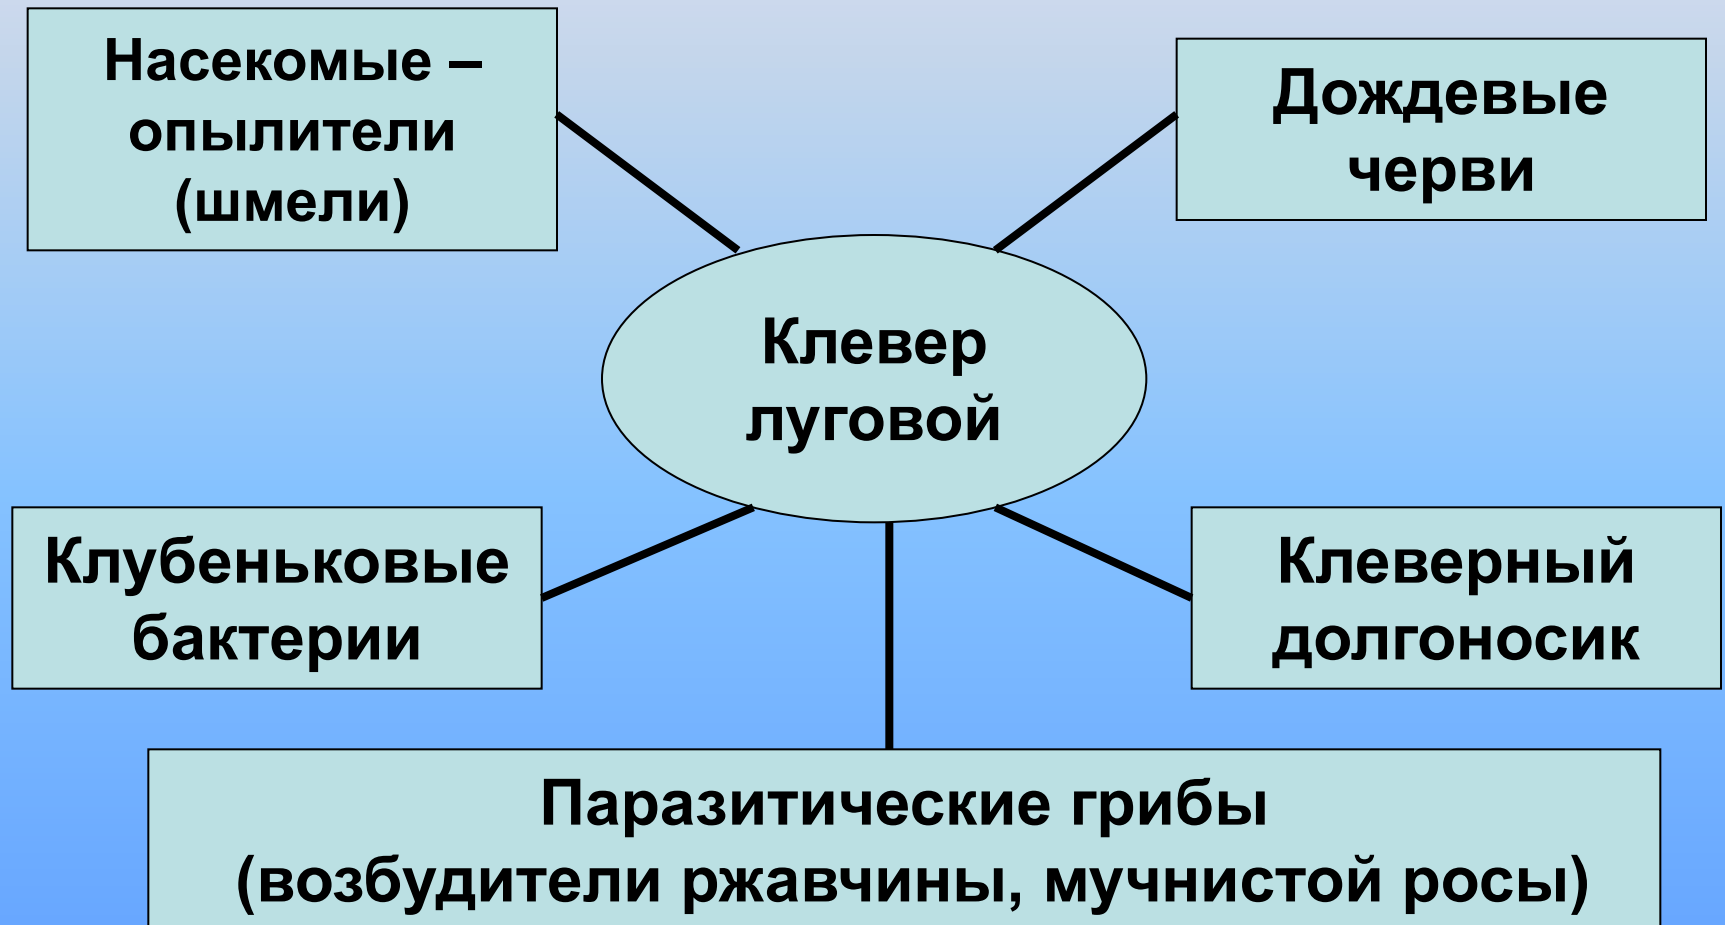 Насекомые –
опылители
(шмели)
Дождевые
черви
Клевер
луговой
Клубеньковые
бактерии
Клеверный
долгоносик
Паразитические грибы
(возбудители ржавчины, мучнистой росы)